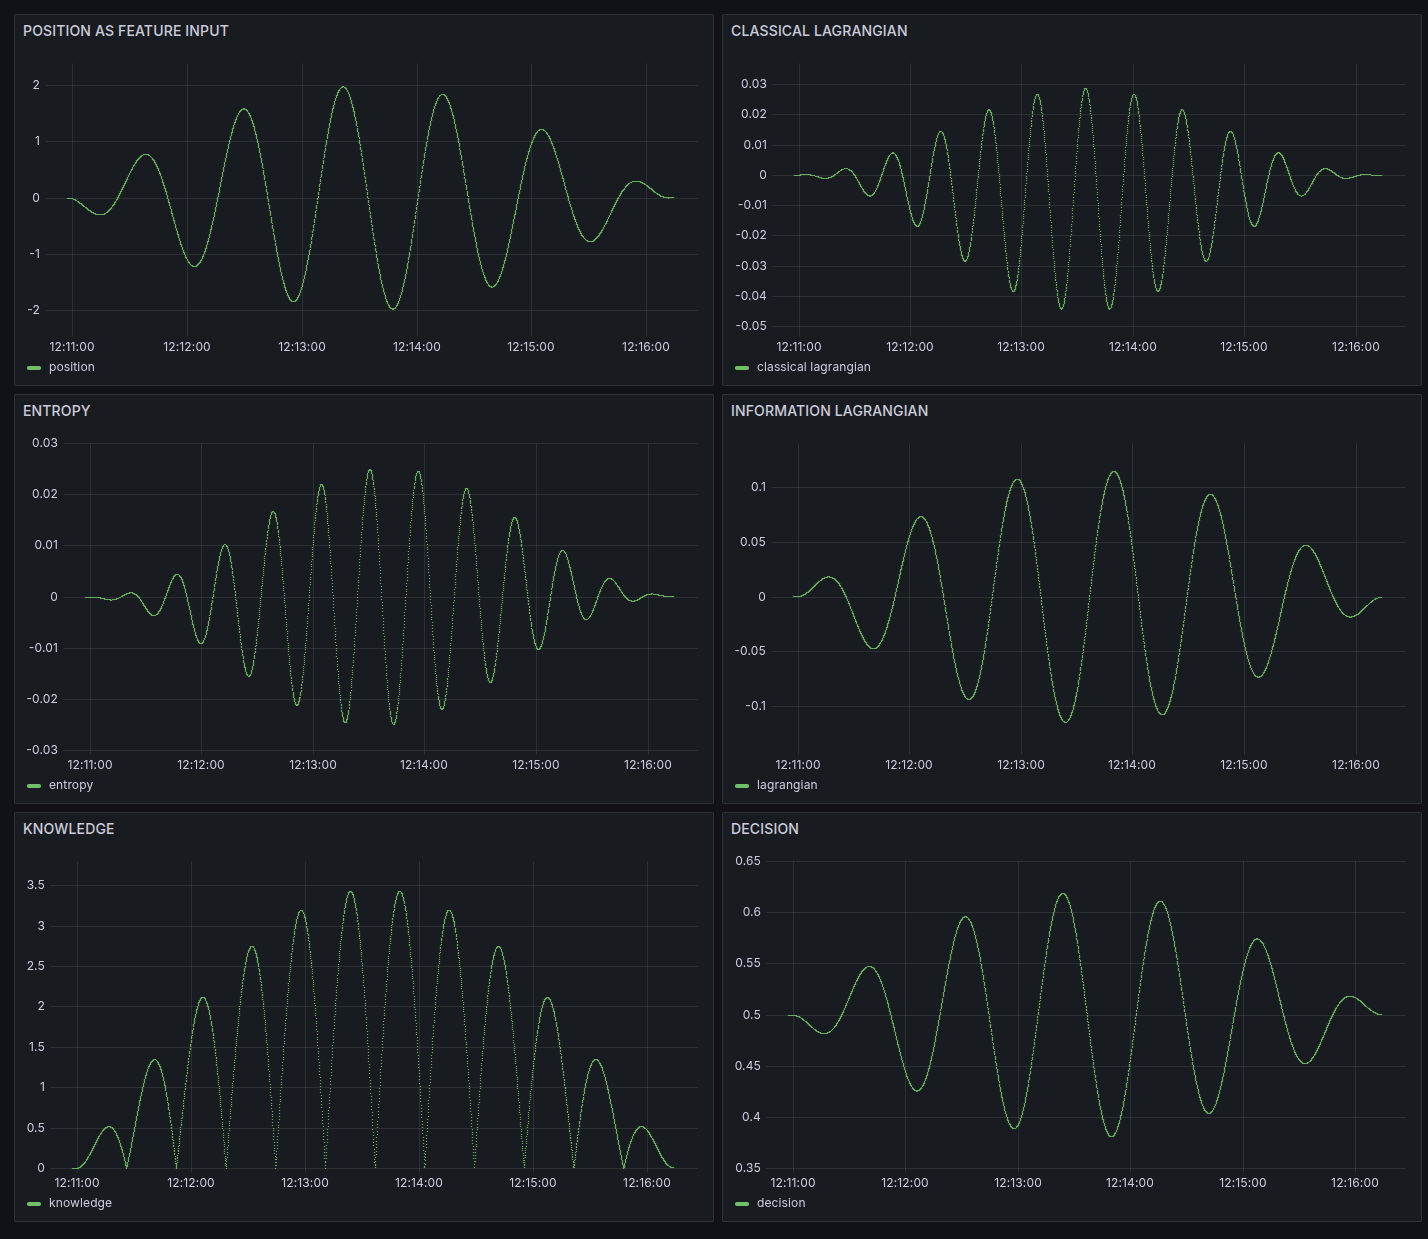 POSITION AS FEATURE INPUT
2
1
0
-1
-2
12:11:00 12:12:00 12:13:00 12:14:00 12:15:00 12:16:00
position
CLASSICAL LAGRANGIAN
0.03
0.02
0.01
0
-0.01
-0.02
-0.03
-0.04
-0.05
12:11:00 12:12:00 12:13:00 12:14:00 12:15:00 12:16:00
classical lagrangian
ENTROPY
0.03
0.02
0.01
0
-0.01
-0.02
-0.03
12:11:00 12:12:00 12:13:00 12:14:00 12:15:00 12:16:00
entropy
INFORMATION LAGRANGIAN
0.1
0.05
0
-0.05
-0.1
12:11:00 12:12:00 12:13:00 12:14:00 12:15:00 12:16:00
lagrangian
KNOWLEDGE
3.5
3
2.5
2
1.5
1
0.5
0
12:11:00 12:12:00 12:13:00 12:14:00 12:15:00 12:16:00
knowledge
DECISION
0.65
0.6
0.55
0.5
0.45
0.4
0.35
12:11:00 12:12:00 12:13:00 12:14:00 12:15:00 12:16:00
decision